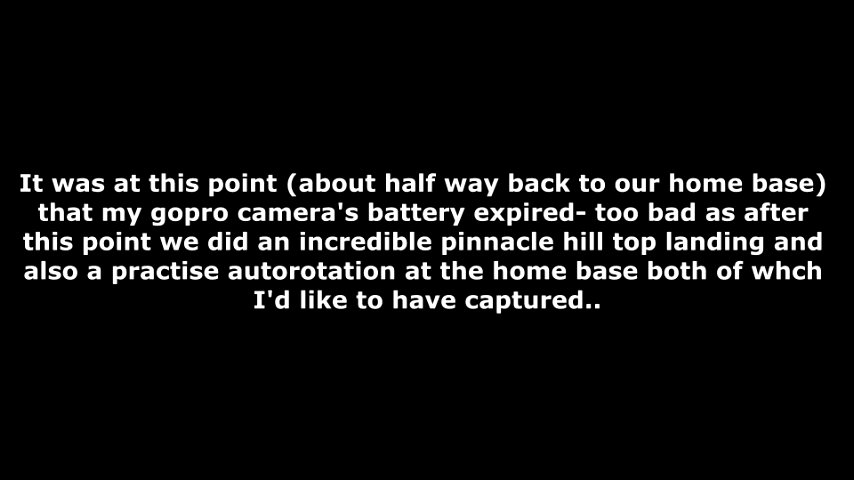 It was at this point (about half way back to our home base)
that my gopro camera's battery expired- too bad as after
this point we did an incredible pinnacle hill top landing and
also a practise autorotation at the home base both of whch
I'd like to have captured..